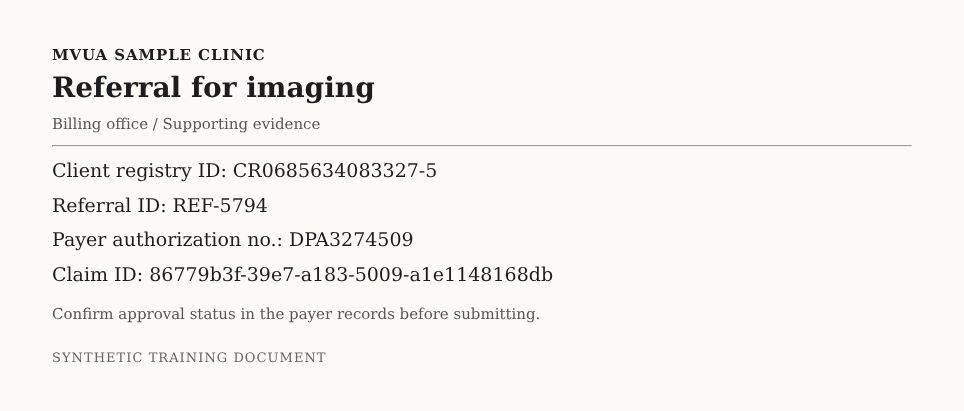 MVUA SAMPLE CLINIC
Referral for imaging
Billing office / Supporting evidence
Client registry ID: CR0685634083327-5
Referral ID: REF-5794
Payer authorization no.: DPA3274509
Claim ID: 86779b3f-39e7-a183-5009-a1e1148168db
Confirm approval status in the payer records before submitting.
SYNTHETIC TRAINING DOCUMENT